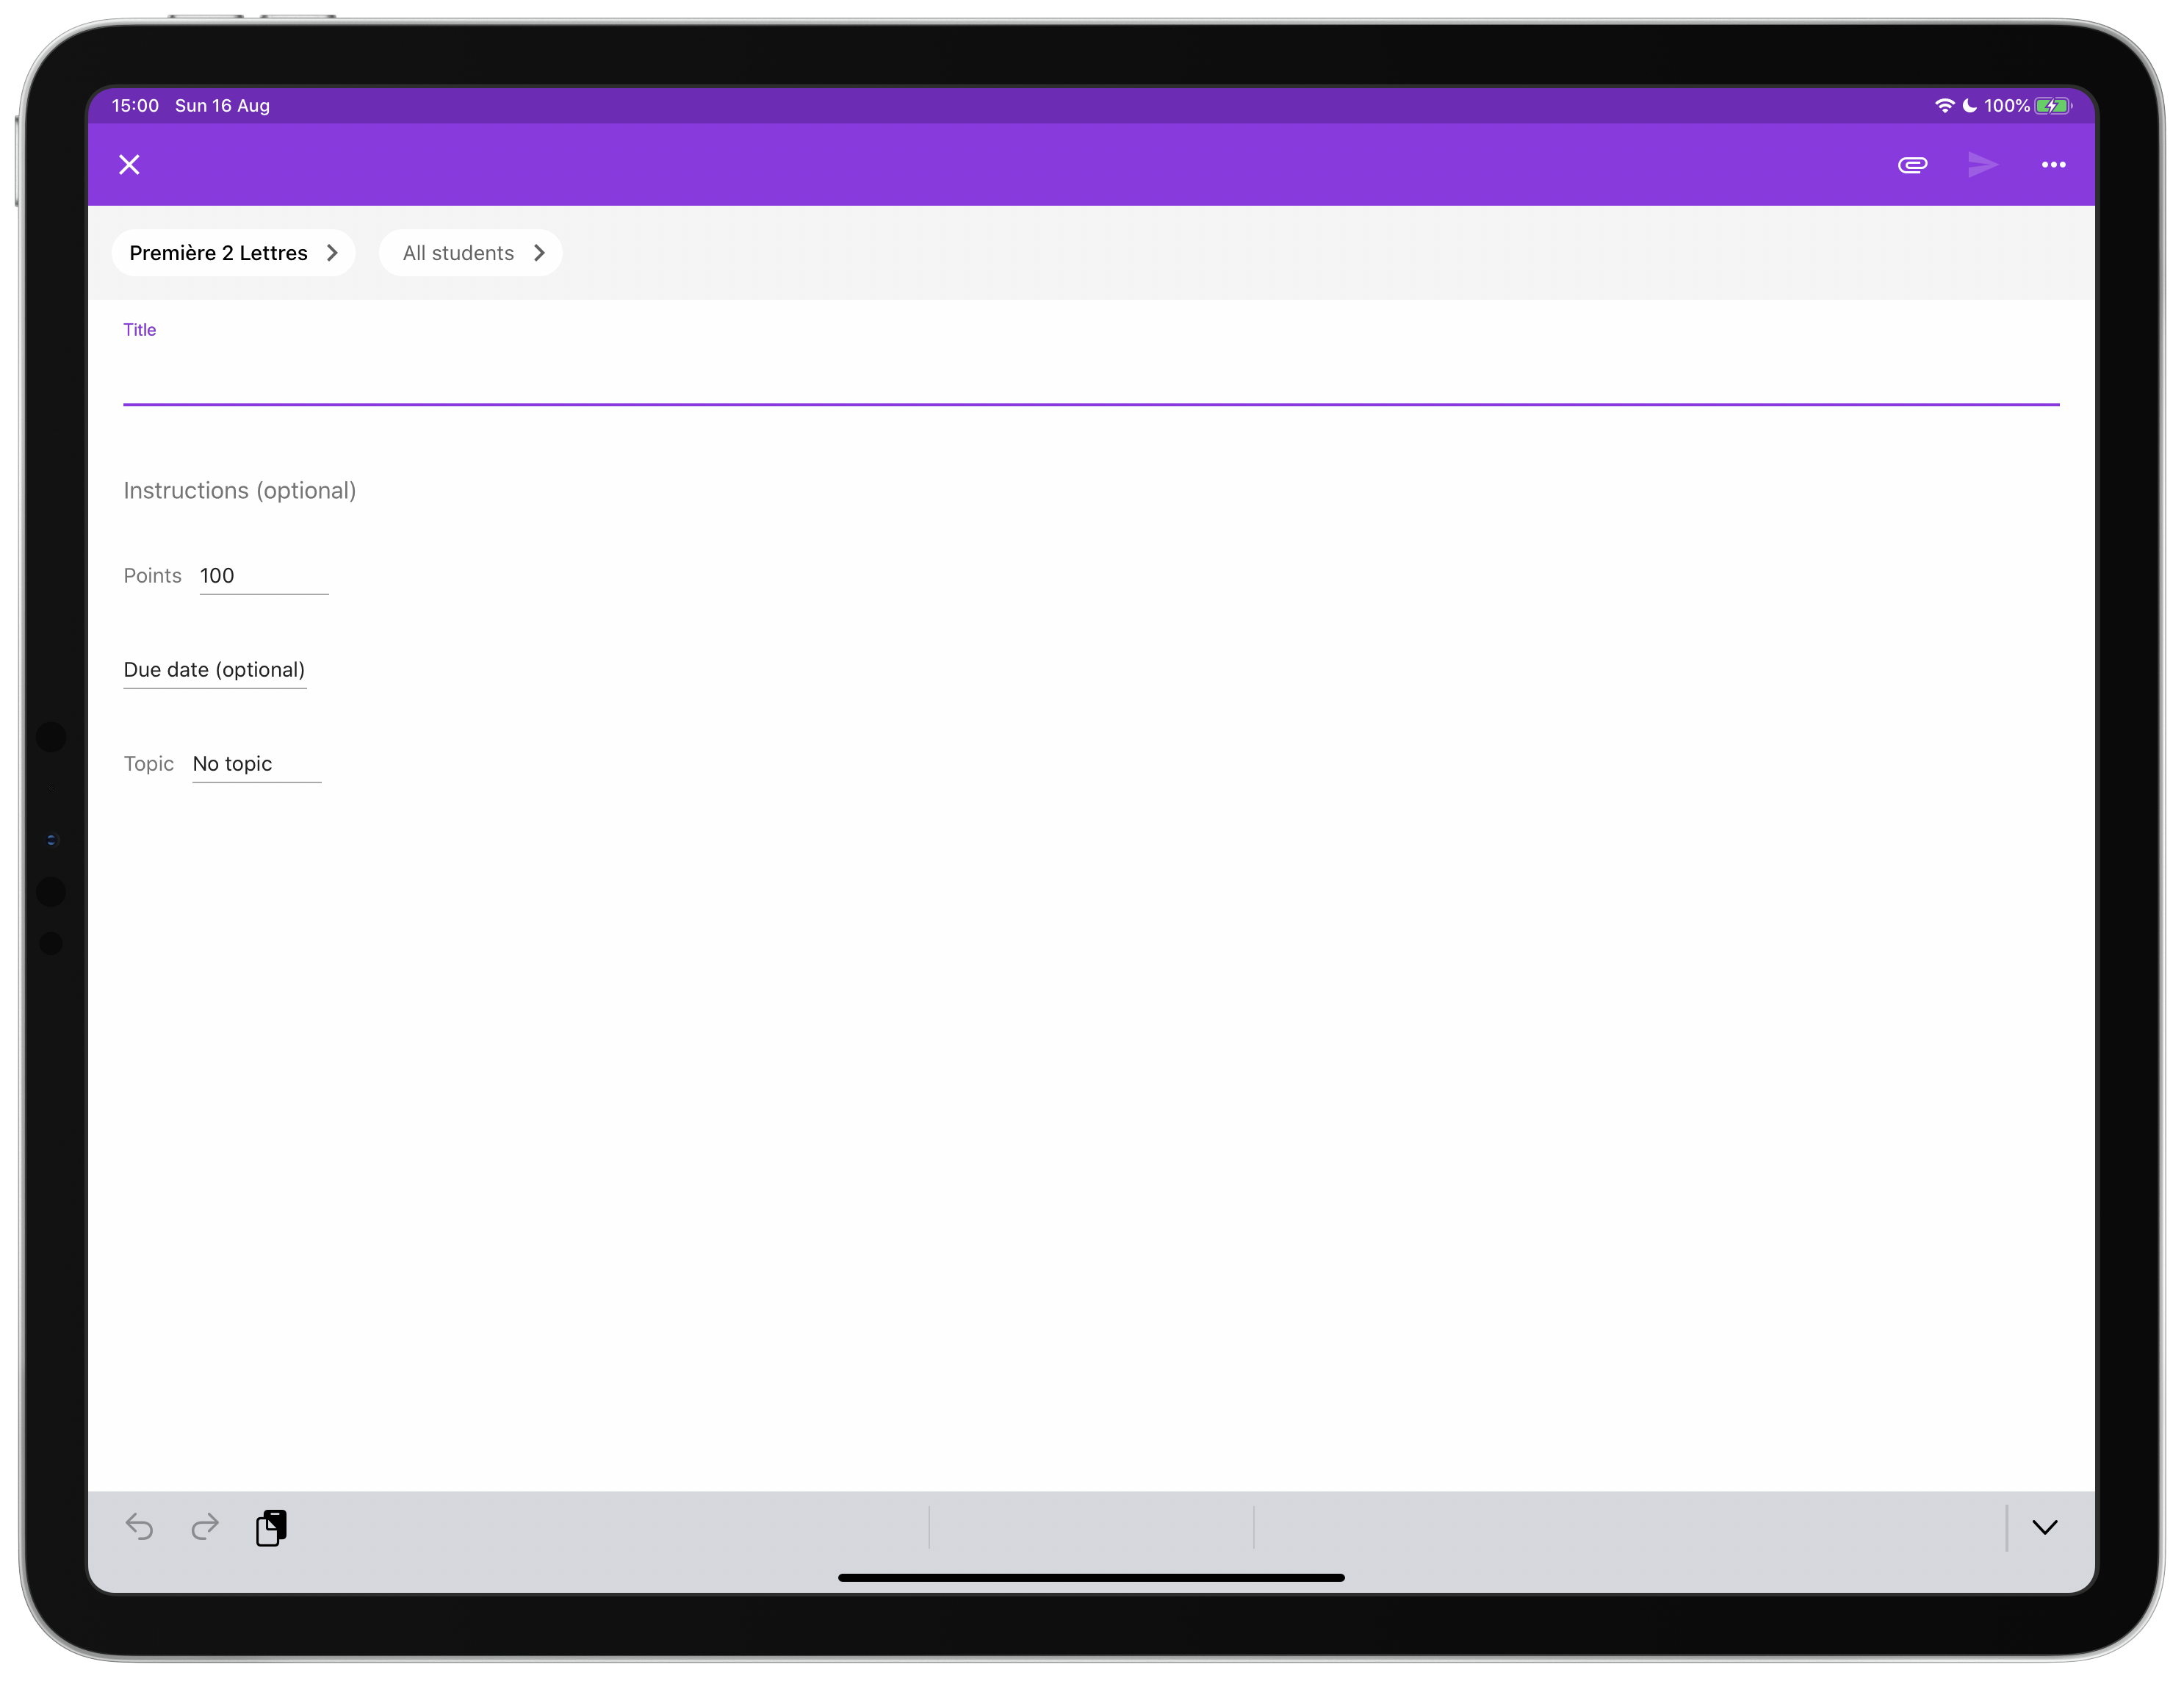 15:00 Sun 16 Aug 100%
Première 2 Lettres All students
Title
Instructions (optional)
Points 100
Due date (optional)
Topic No topic